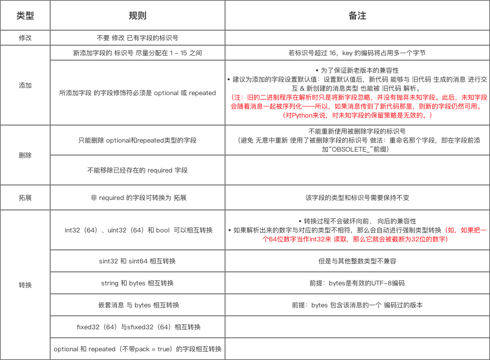 类型
规则
备注
修改
不要 修改 已有字段的标识号
添加
新添加字段的 标识号 尽量分配在 1 – 15 之间
若标识号超过 16，key 的编码将占用多一个字节
所添加字段 的字段修饰符必须是 optional 或 repeated
• 为了保证新老版本的兼容性
• 建议为添加的字段设置默认值：设置默认值后，新代码 能够与 旧代码 生成的消息 进行交
互 & 新创建的消息类型 也能被 旧代码 解析。
(注：旧的二进制程序在解析时只是将新字段忽略，并没有抛弃未知字段。此后，未知字段
会随着消息一起被序列化——所以，如果消息传到了新代码那里，则新的字段仍然可用。
(对Python来说，对未知字段的保留策略是无效的。)
删除
只能删除 optional和repeated类型的字段
不能重新使用被删除字段的标识号
(避免 无意中重新 使用了被删除字段的标识号 做法：重命名那个字段，即在字段前添
加“OBSOLETE_”前缀)
不能移除已经存在的 required 字段
拓展
非 required 的字段可转换为 拓展
该字段的类型和标识号需要保持不变
转换
int32（64）、uint32（64）和 bool 可以相互转换
• 转换过程不会破坏向前、向后的兼容性
• 如果解析出来的数字与对应的类型不相符，那么会自动进行强制类型转换（如，如果把一
个64位数字当作int32来 读取，那么它就会被截断为32位的数字）
sint32 和 sint64 相互转换
但是与其他整数类型不兼容
string 和 bytes 相互转换
前提：bytes是有效的UTF-8编码
嵌套消息 与 bytes 相互转换
前提：bytes 包含该消息的一个 编码过的版本
fixed32（64）与sfixed32（64）相互转换
optional 和 repeated（不带pack = true）的字段相互转换